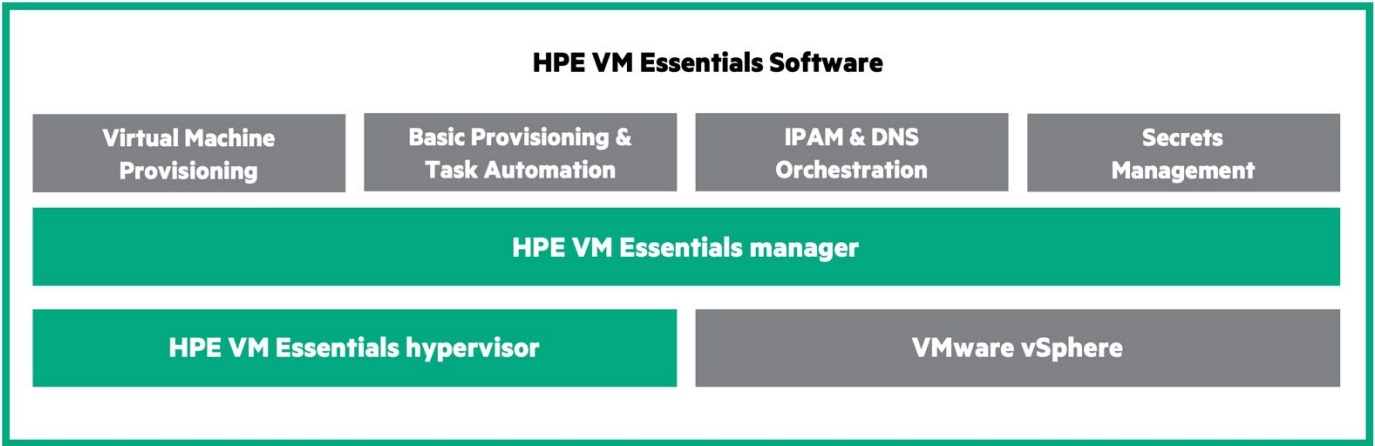 HPE VM Essentials Software
Virtual Machine
Provisioning
Basic Provisioning &
Task Automation
IPAM & DNS
Orchestration
Secrets
Management
HPE VM Essentials manager
HPE VM Essentials hypervisor
VMware vSphere